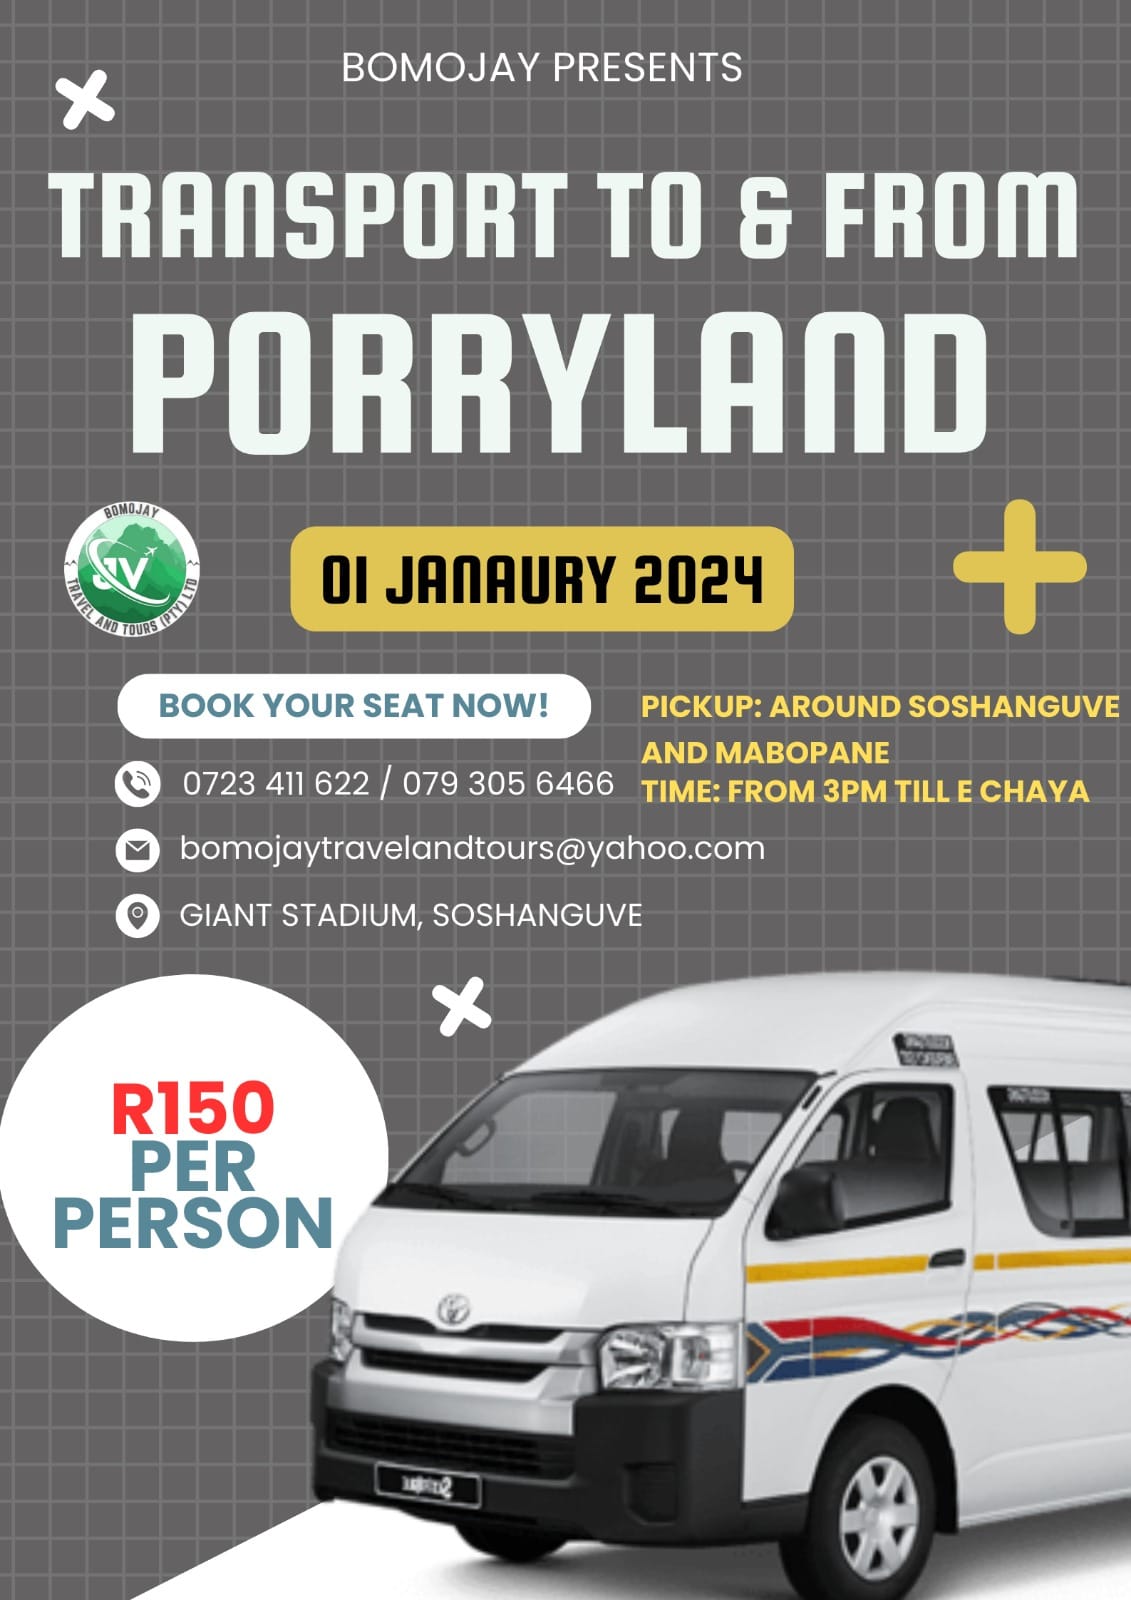 BOMOJAY PRESENTS
TRANSPORT TO & FROM
PORRYLAND
BOMOJAY
JV
TRAVEL AND TOURS (PTY) LTD
01 JANAURY 2024
BOOK YOUR SEAT NOW!
PICKUP: AROUND SOSHANGUVE
AND MABOPANE
TIME: FROM 3PM TILL E CHAYA
0723 411 622 / 079 305 6466
bomojaytravelandtours@yahoo.com
GIANT STADIUM, SOSHANGUVE
R150
PER
PERSON